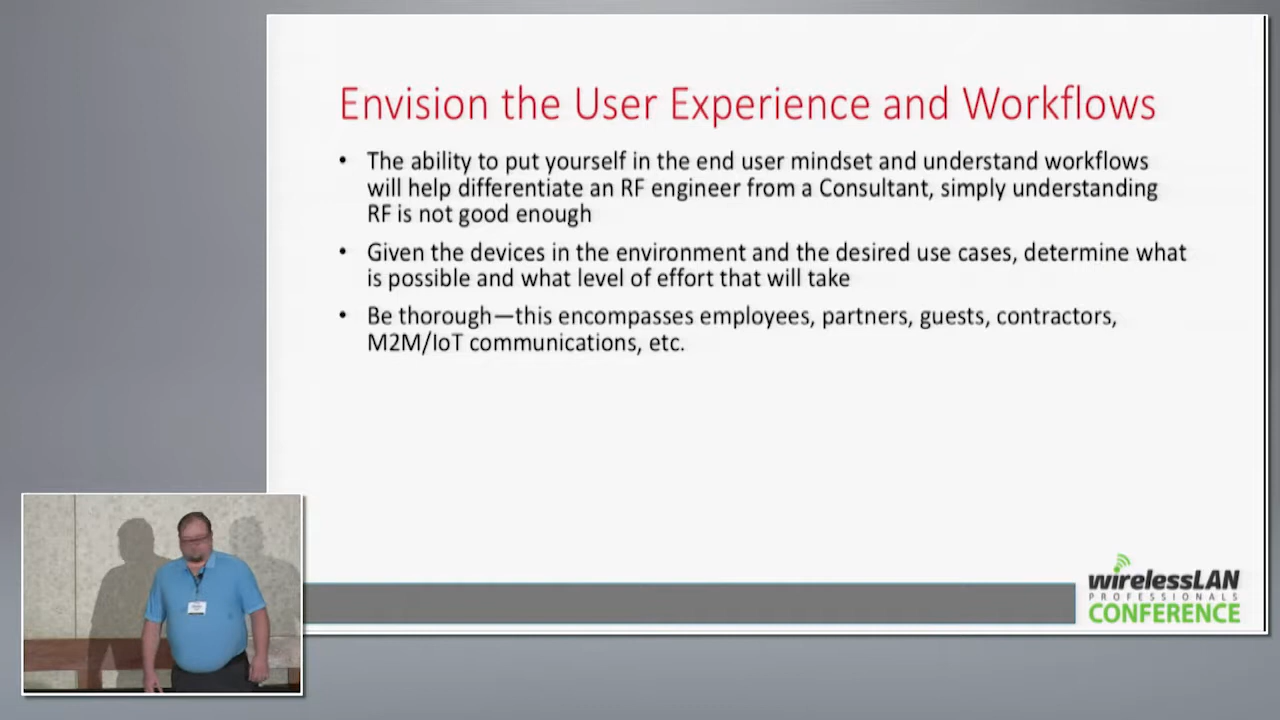 Envision the User Experience and Workflows
• The ability to put yourself in the end user mindset and understand workflows
will help differentiate an RF engineer from a Consultant, simply understanding
RF is not good enough
• Given the devices in the environment and the desired use cases, determine what
is possible and what level of effort that will take
• Be thorough—this encompasses employees, partners, guests, contractors,
M2M/IoT communications, etc.
wirelessLAN
PROFESSIONALS
CONFERENCE